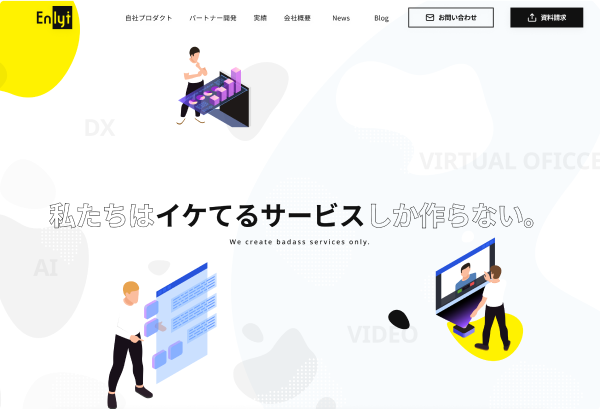 Enlyt
自社プロダクト パートナー開発 実績 会社概要 News Blog お問い合わせ 資料請求
DX
VIRTUAL OFICCE
私たちはイケてるサービスしか作らない。
We create badass services only.
AI
VIDEO